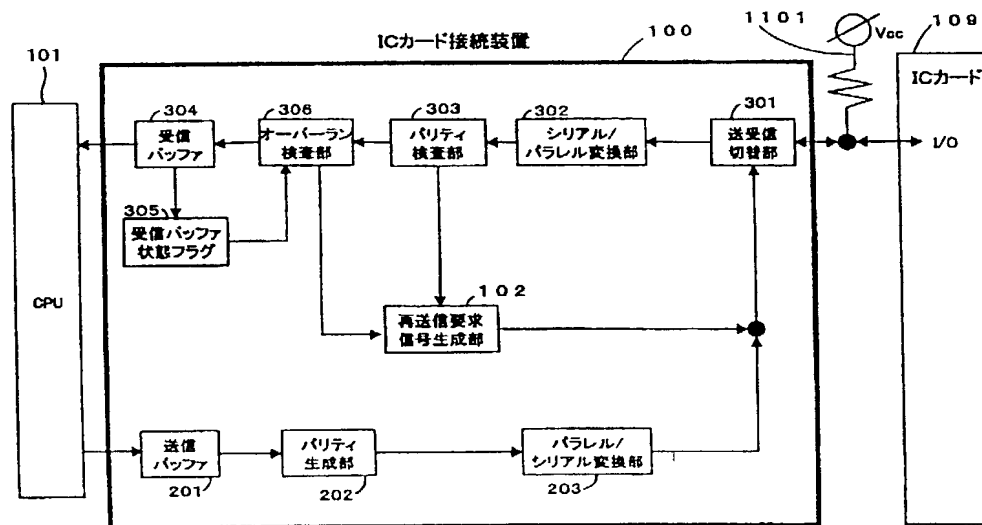 ICカード接続装置
100
1101
Vcc
109
101
ICカード
304
306
303
302
301
受信
バッファ
オーバーラン
検査部
パリティ
検査部
シリアル/
パラレル変換部
送受信
切替部
I/O
305
受信バッファ
状態フラグ
CPU
102
再送信要求
信号生成部
送信
バッファ
201
パリティ
生成部
202
パラレル/
シリアル変換部
203